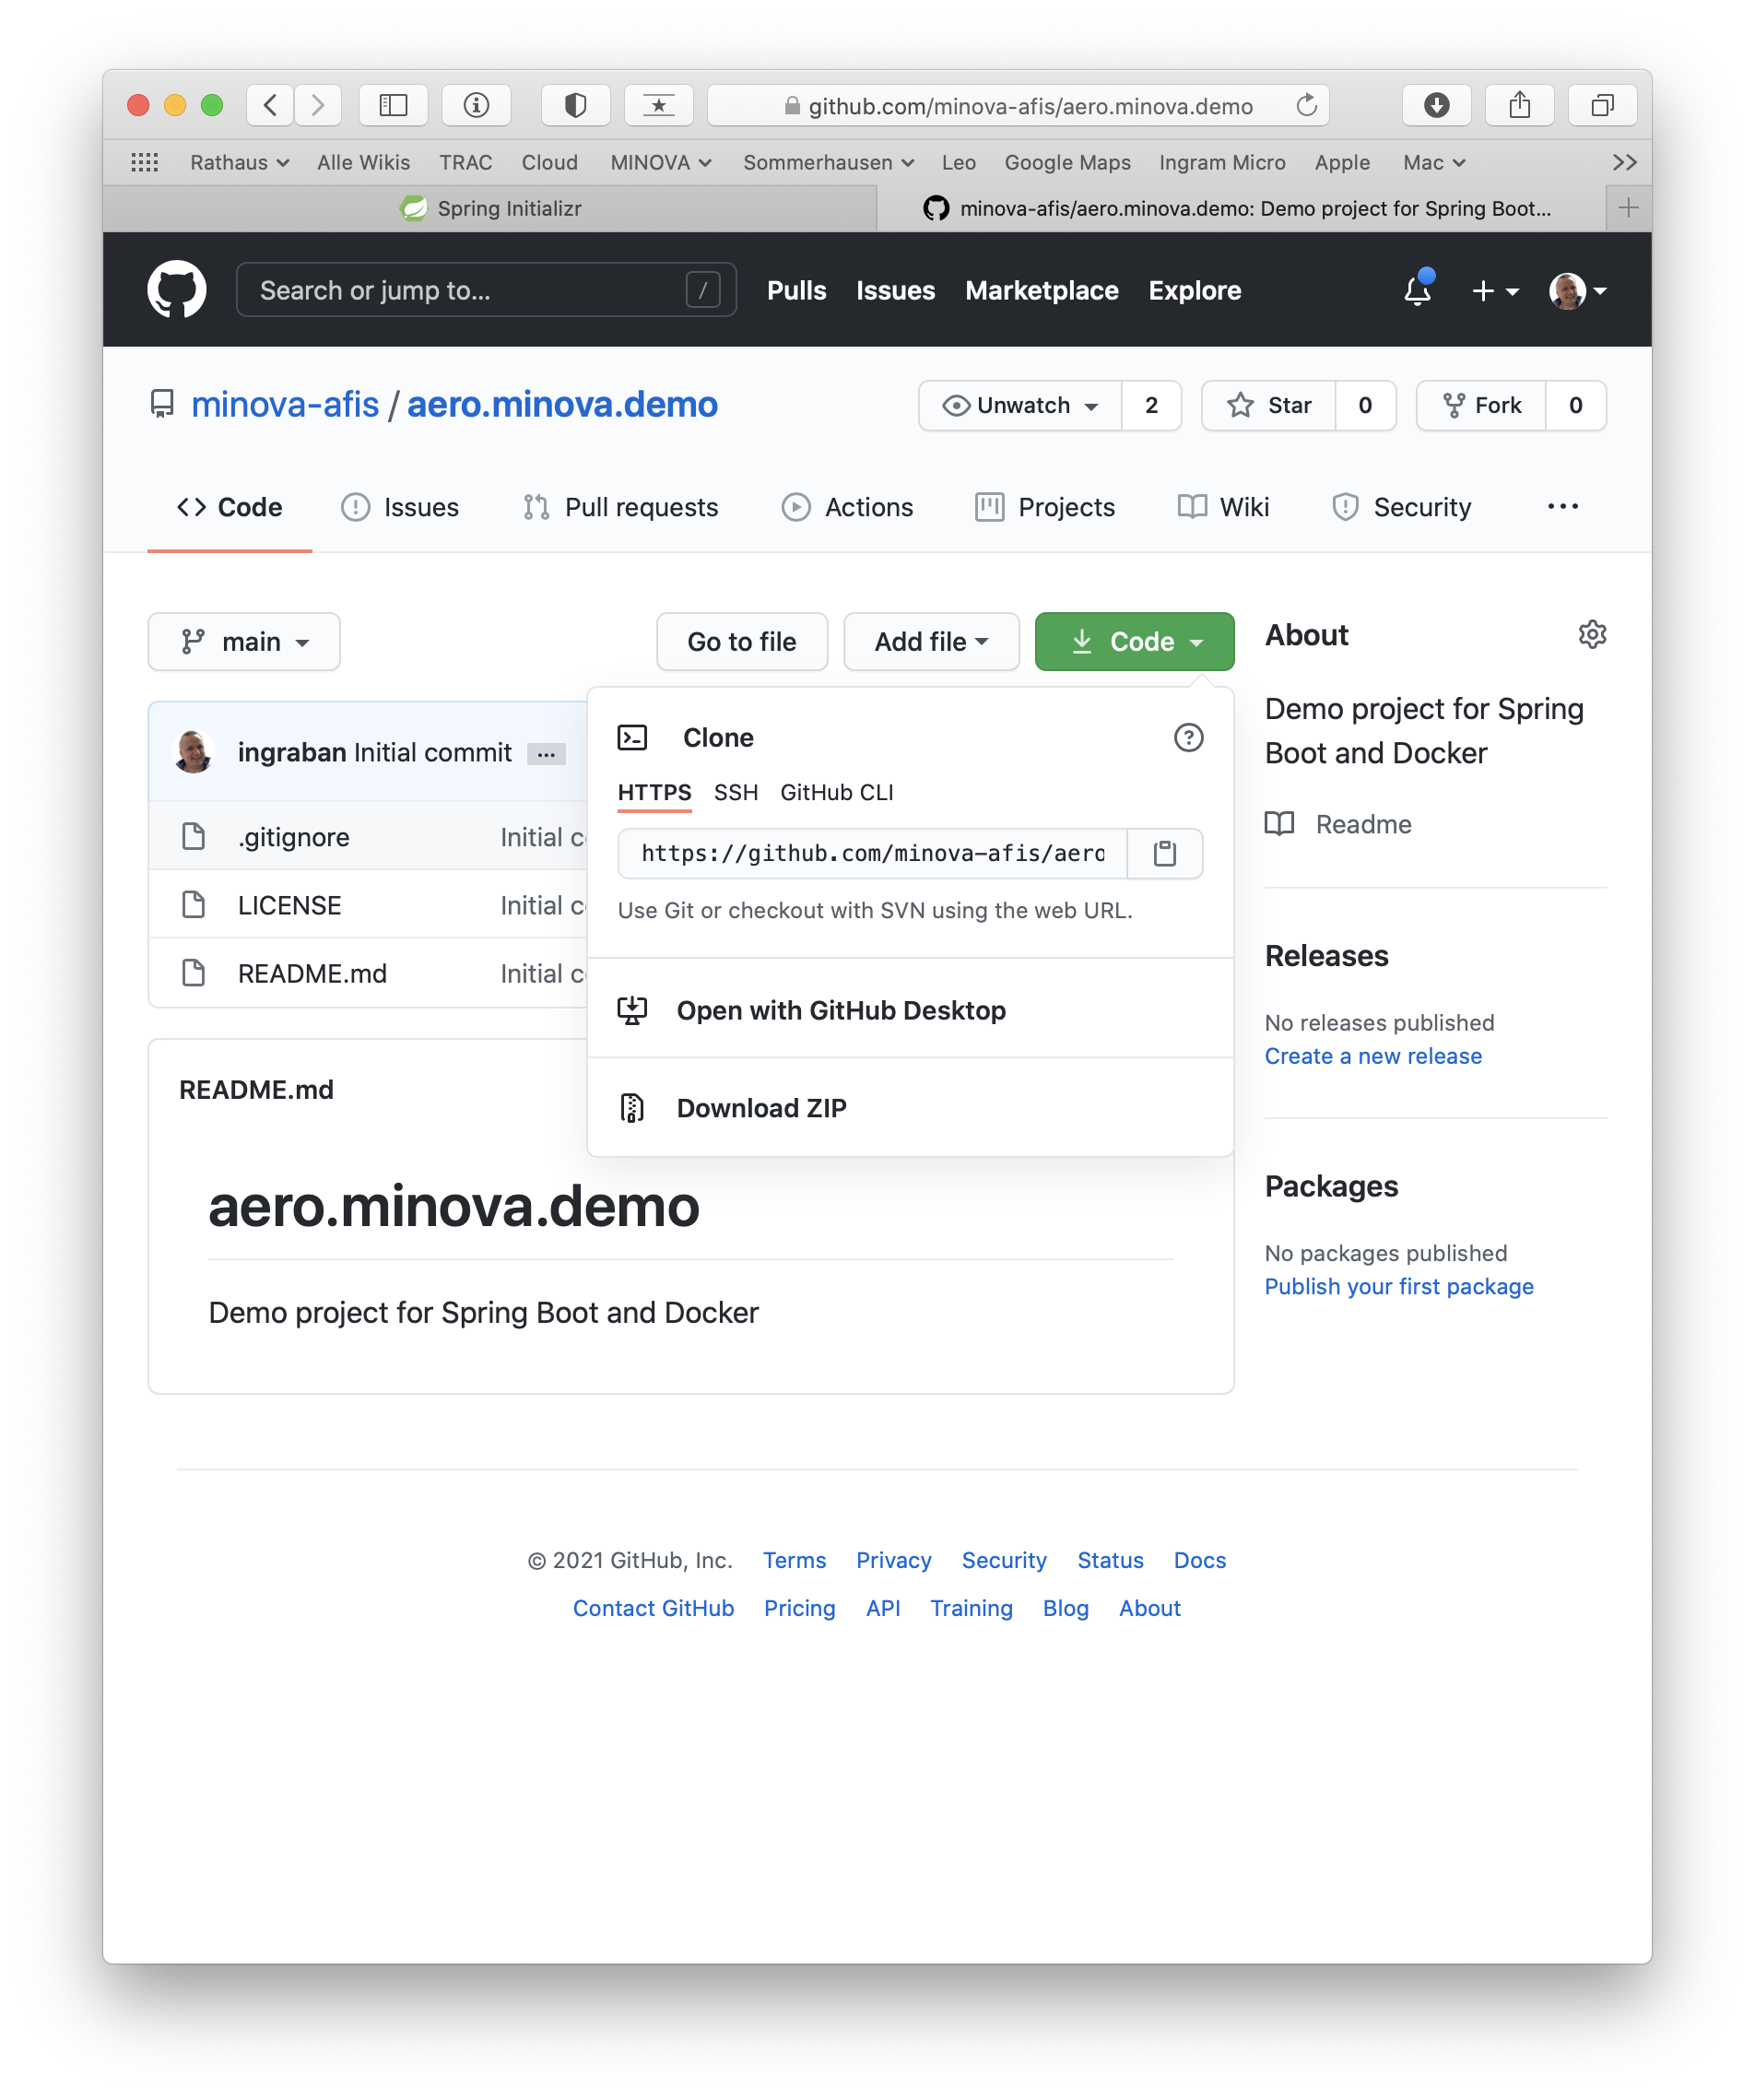 github.com/minova-afis/aero.minova.demo
Rathaus Alle Wikis TRAC Cloud MINOVA Sommerhausen Leo Google Maps Ingram Micro Apple Mac
Spring Initializr minova-afis/aero.minova.demo: Demo project for Spring Boot...
Search or jump to... / Pulls Issues Marketplace Explore
minova-afis / aero.minova.demo Unwatch 2 Star 0 Fork 0
Code Issues Pull requests Actions Projects Wiki Security ...
main Go to file Add file Code
About
Demo project for Spring
Boot and Docker
Readme
ingraban Initial commit ...
.gitignore Initial c
LICENSE Initial c
README.md Initial c
Clone
HTTPS SSH GitHub CLI
https://github.com/minova-afis/aero
Use Git or checkout with SVN using the web URL.
Open with GitHub Desktop
Download ZIP
Releases
No releases published
Create a new release
Packages
No packages published
Publish your first package
README.md
aero.minova.demo
Demo project for Spring Boot and Docker
© 2021 GitHub, Inc. Terms Privacy Security Status Docs
Contact GitHub Pricing API Training Blog About